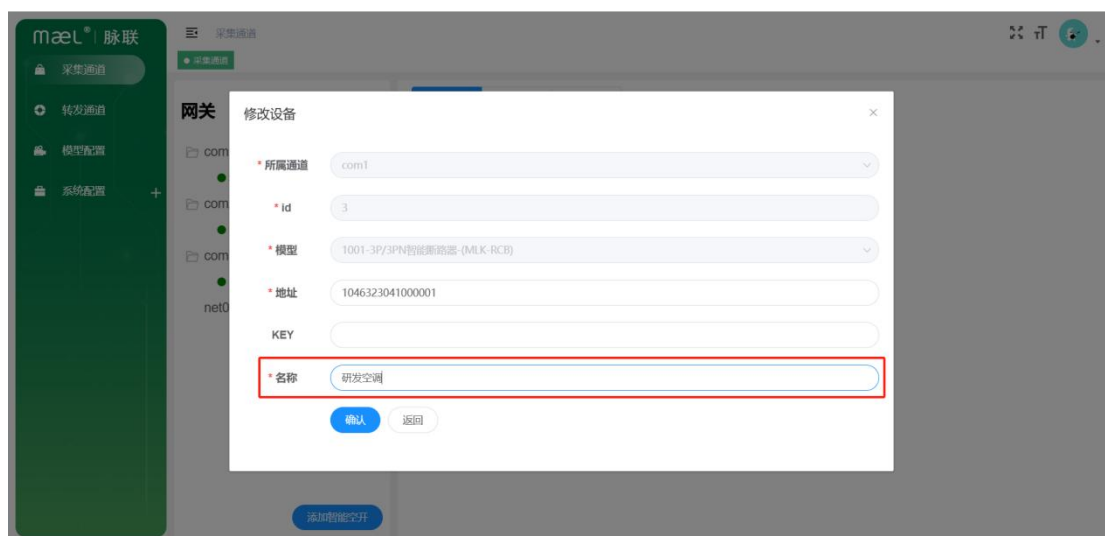 mæL®|脉联
采集通道
转发通道
模型配置
系统配置 +
采集通道
● 采集通道
网关
com
com
com
net0
添加智能空开
修改设备 ×
* 所属通道 com1
* id 3
* 模型 1001-3P/3PN智能断路器-(MLK-RCB)
* 地址 1046323041000001
KEY
* 名称 研发空调
确认 返回